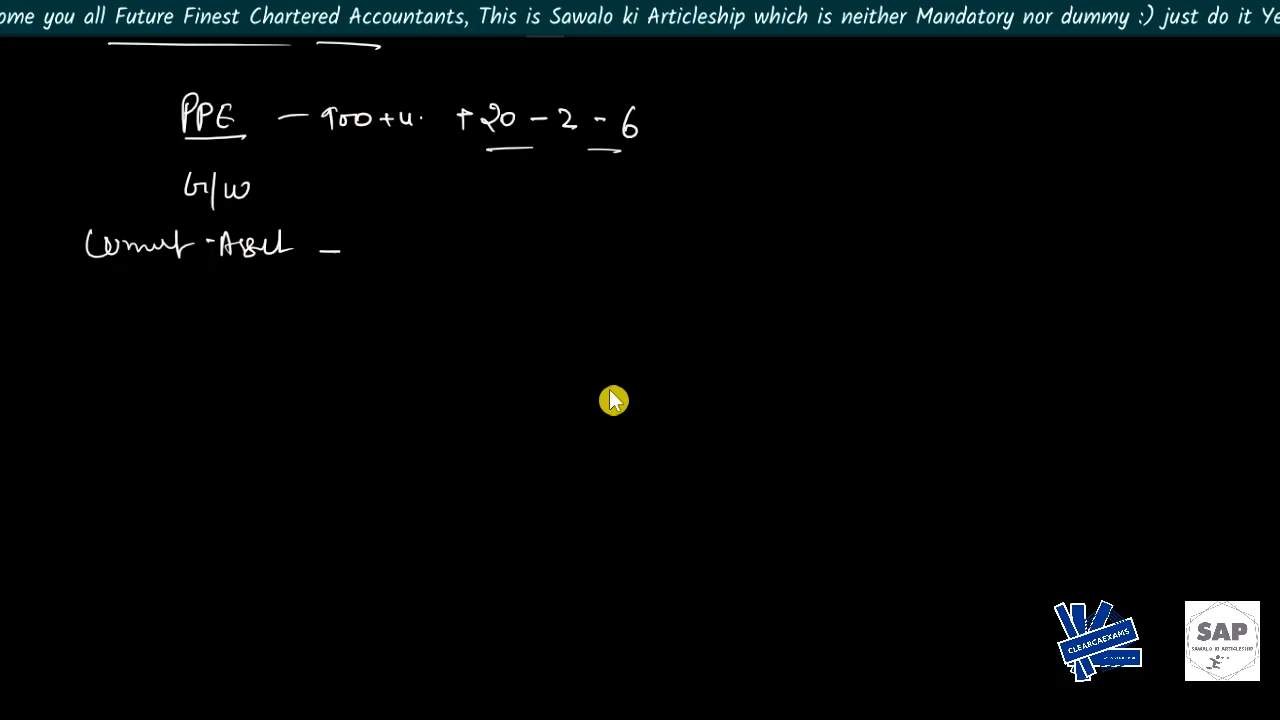 ome you all Future Finest Chartered Accountants, This is Sawalo ki Articleship which is neither Mandatory nor dummy :) just do it Ye
PPE - 900+4. +20-2-6
G/W
Current-Asset -
CLEARCAEXAMS
SAP
SAWALO KI ARTICLESHIP